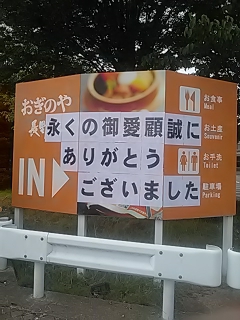 おぎのや
長野
永くの御愛顧誠に
ありがとう
ございました
IN
お食事
Meal
お土産
Souvenir
お手洗
Toilet
駐車場
Parking